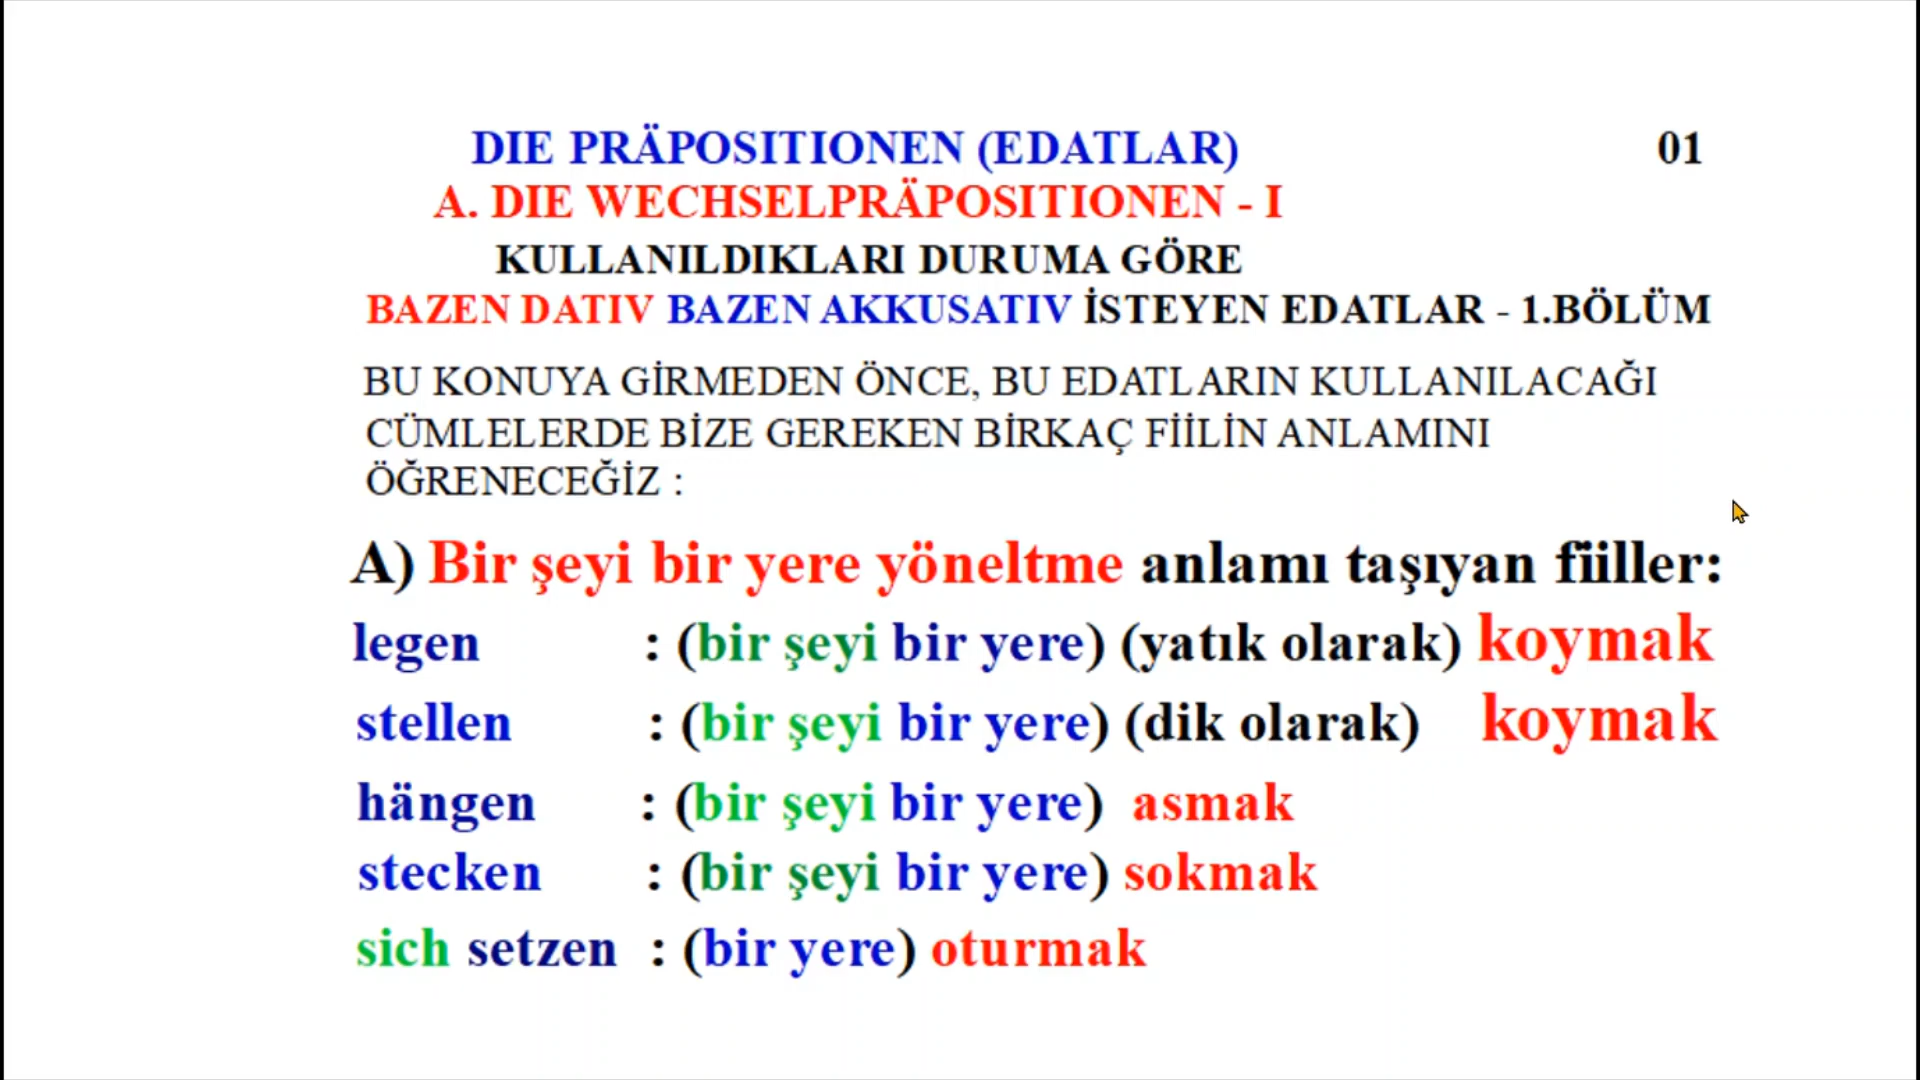 DIE PRÄPOSITIONEN (EDATLAR) 01
A. DIE WECHSELPRÄPOSITIONEN - I
KULLANILDIKLARI DURUMA GÖRE
BAZEN DATIV BAZEN AKKUSATIV İSTEYEN EDATLAR - 1.BÖLÜM
BU KONUYA GİRMEDEN ÖNCE, BU EDATLARIN KULLANILACAĞI
CÜMLELERDE BİZE GEREKEN BİRKAÇ FİİLİN ANLAMINI
ÖĞRENECEĞİZ :
A) Bir şeyi bir yere yöneltme anlamı taşıyan fiiller:
legen : (bir şeyi bir yere) (yatık olarak) koymak
stellen : (bir şeyi bir yere) (dik olarak) koymak
hängen : (bir şeyi bir yere) asmak
stecken : (bir şeyi bir yere) sokmak
sich setzen : (bir yere) oturmak